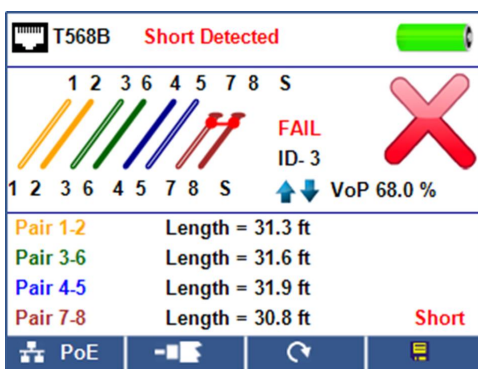 T568B Short Detected
1 2 3 6 4 5 7 8 S
FAIL
ID- 3
1 2 3 6 4 5 7 8 S VoP 68.0 %
Pair 1-2 Length = 31.3 ft
Pair 3-6 Length = 31.6 ft
Pair 4-5 Length = 31.9 ft
Pair 7-8 Length = 30.8 ft Short
PoE